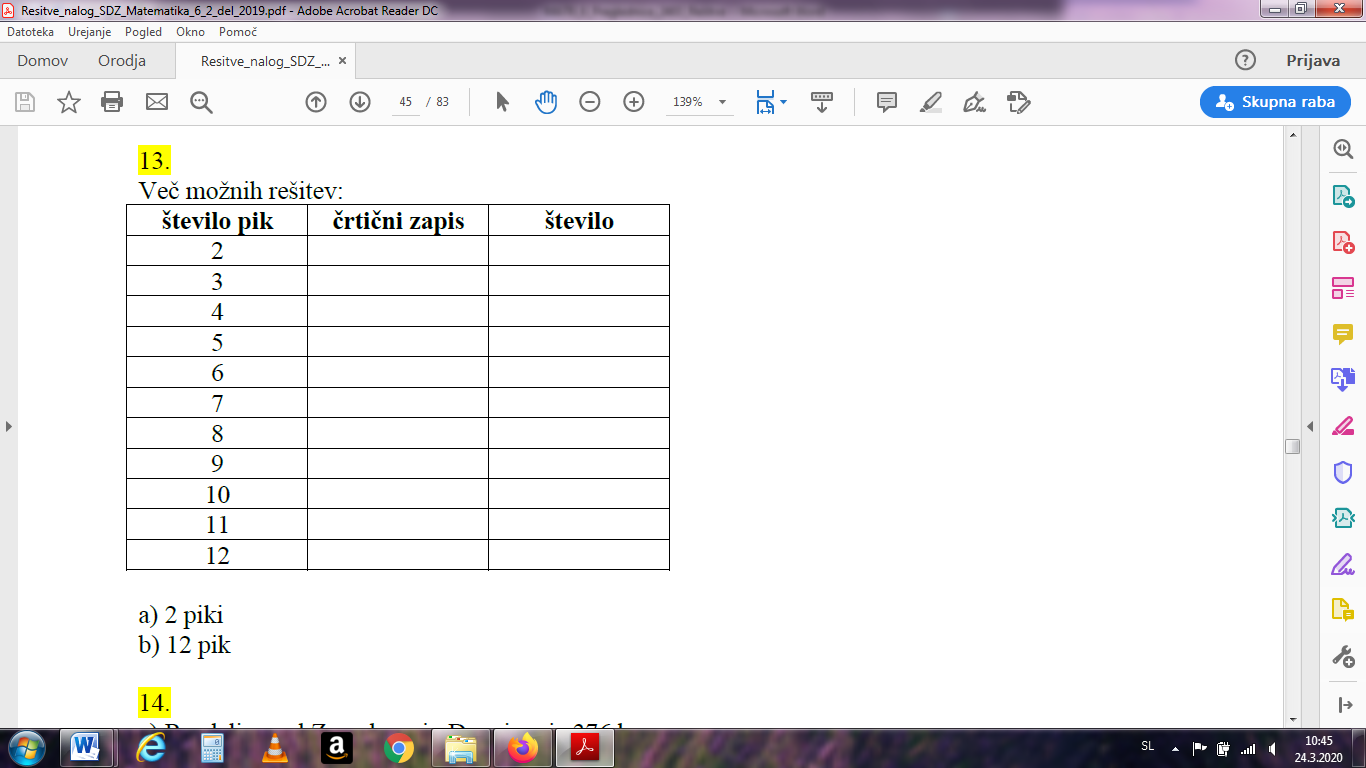 Resitve_nalog_SDZ_Matematika_6_2_del_2019.pdf - Adobe Acrobat Reader DC
Datoteka Urejanje Pogled Okno Pomoč
Domov Orodja Resitve_nalog_SDZ_... × Prijava
45 / 83 139% Skupna raba
13.
Več možnih rešitev:
število pik črtični zapis število
2
3
4
5
6
7
8
9
10
11
12
a) 2 piki
b) 12 pik
14.
SL 10:45
24.3.2020